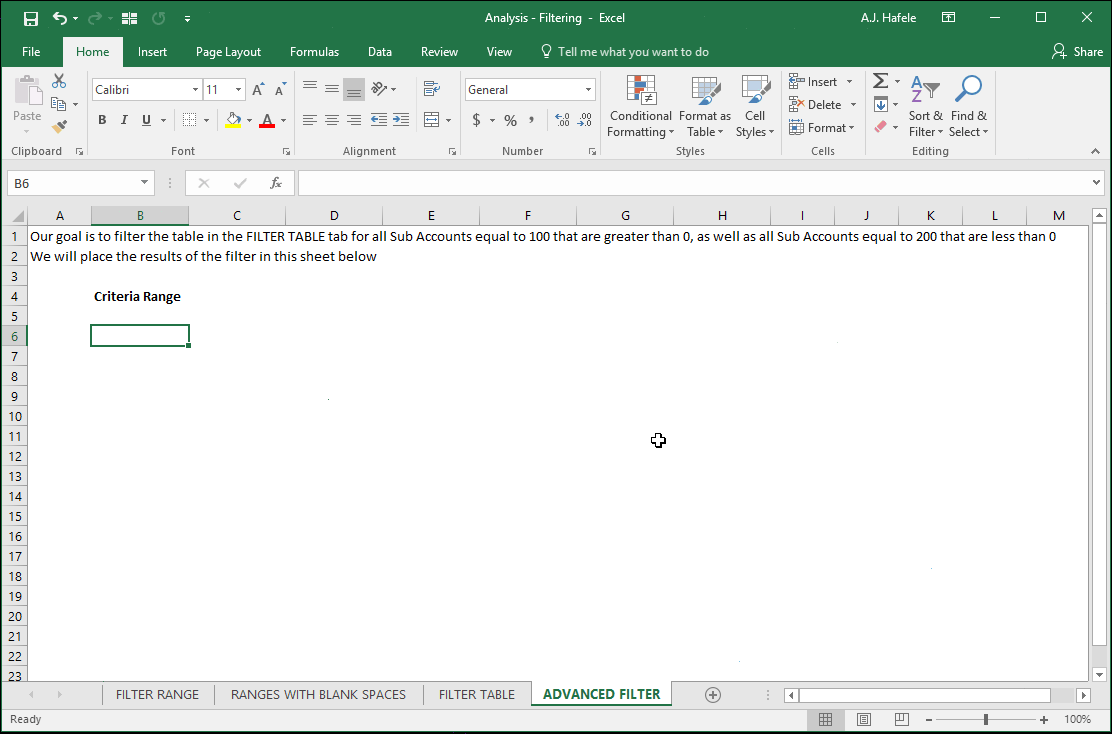 Analysis - Filtering - Excel
A.J. Hafele
File Home Insert Page Layout Formulas Data Review View Tell me what you want to do Share
Paste
Calibri 11
B I U A
General
$ % ,
Conditional Formatting
Format as Table
Cell Styles
Insert
Delete
Format
Sort & Filter
Find & Select
Clipboard Font Alignment Number Styles Cells Editing
B6 fx
A B C D E F G H I J K L M
1 Our goal is to filter the table in the FILTER TABLE tab for all Sub Accounts equal to 100 that are greater than 0, as well as all Sub Accounts equal to 200 that are less than 0
2 We will place the results of the filter in this sheet below
3
4 Criteria Range
5
6
7
8
9
10
11
12
13
14
15
16
17
18
19
20
21
22
23
FILTER RANGE RANGES WITH BLANK SPACES FILTER TABLE ADVANCED FILTER
Ready 100%